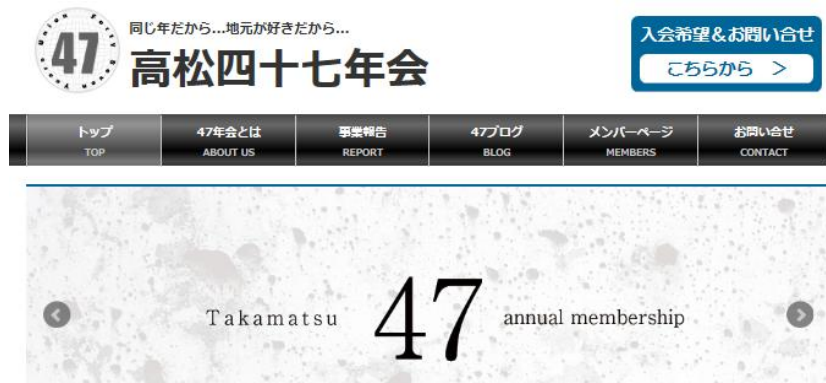 Union Forty Seven Years
47
同じ年だから...地元が好きだから...
高松四十七年会
入会希望&お問い合せ
こちらから >
トップ 47年会とは 事業報告 47ブログ メンバーページ お問い合せ
TOP ABOUT US REPORT BLOG MEMBERS CONTACT
Takamatsu 47 annual membership